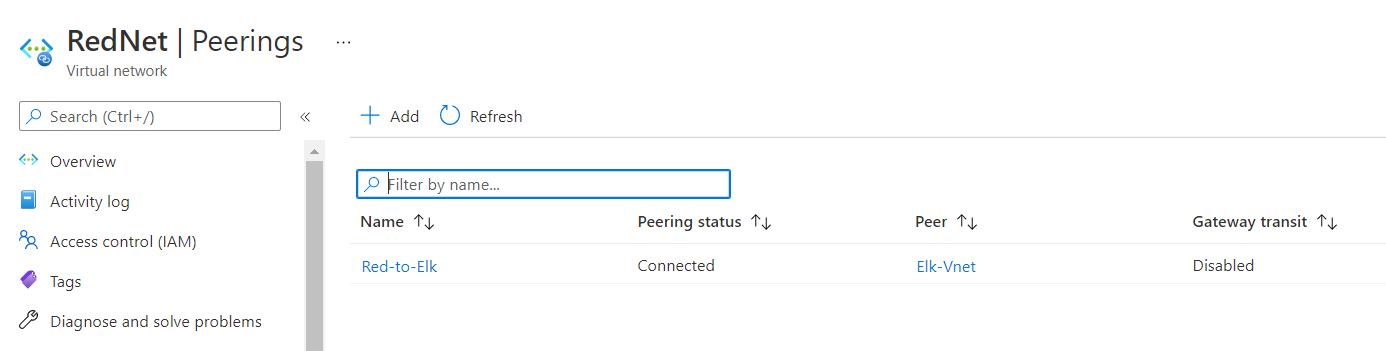 RedNet | Peerings ...
Virtual network
Search (Ctrl+/)
«
Overview
Activity log
Access control (IAM)
Tags
Diagnose and solve problems
Add Refresh
Filter by name...
Name Peering status Peer Gateway transit
Red-to-Elk Connected Elk-Vnet Disabled